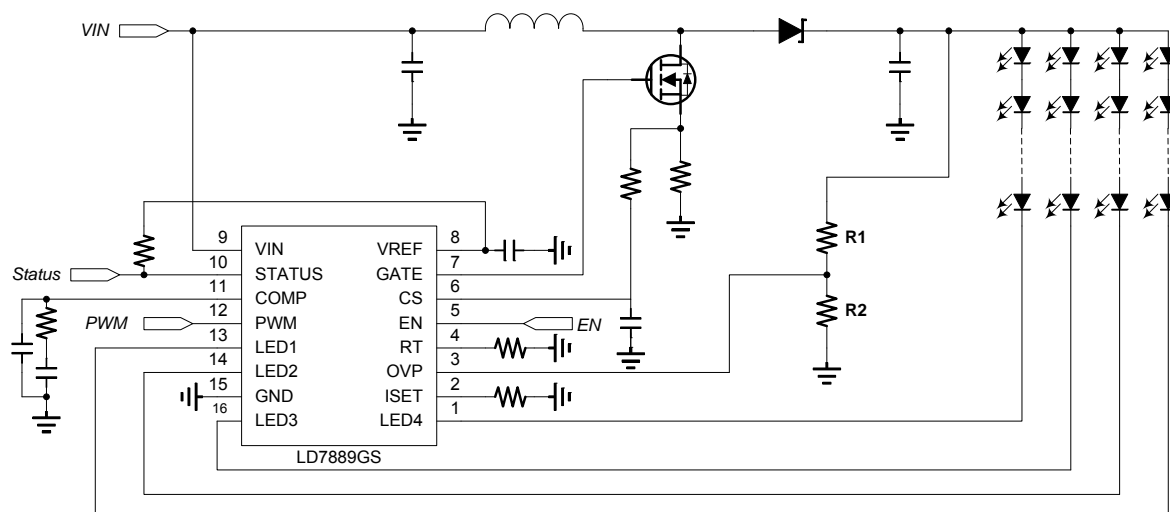 VIN
R1
9 VIN VREF 8
Status 10 STATUS GATE 7
11 COMP CS 6
R2
PWM 12 PWM EN 5 EN
13 LED1 RT 4
14 LED2 OVP 3
15 GND ISET 2
16 LED3 LED4 1
LD7889GS